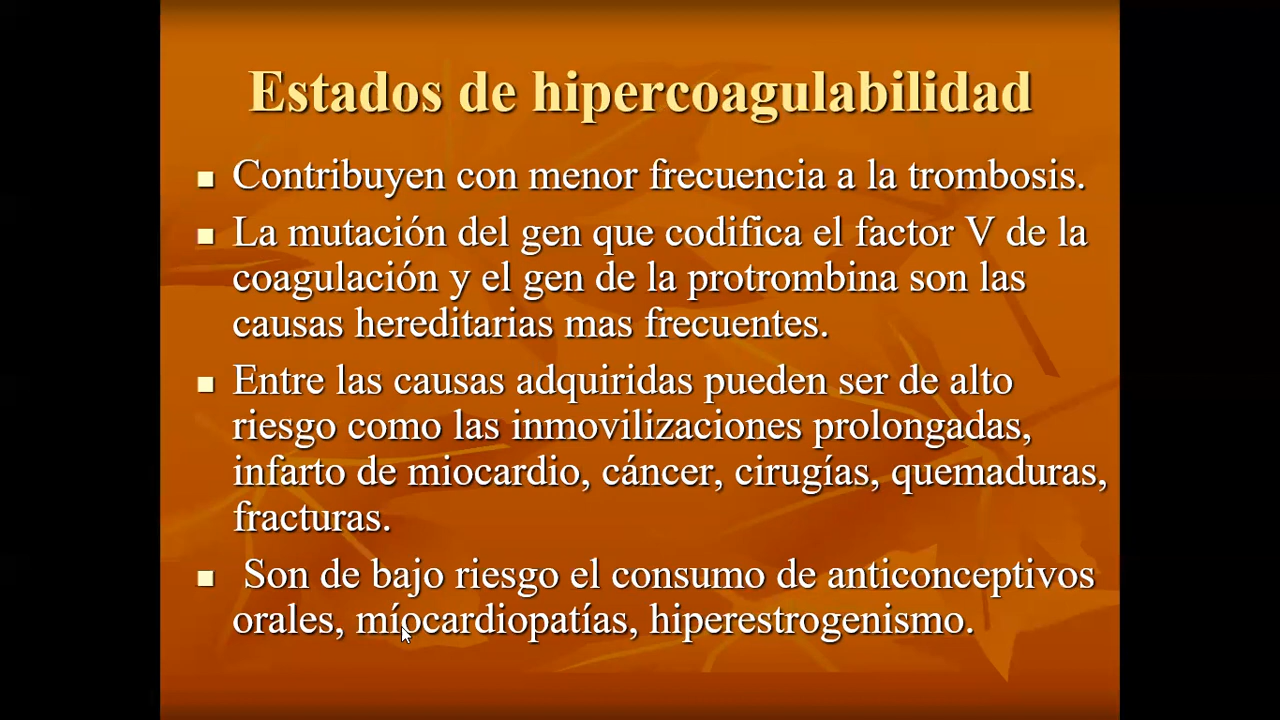 Estados de hipercoagulabilidad
Contribuyen con menor frecuencia a la trombosis.
La mutación del gen que codifica el factor V de la
coagulación y el gen de la protrombina son las
causas hereditarias mas frecuentes.
Entre las causas adquiridas pueden ser de alto
riesgo como las inmovilizaciones prolongadas,
infarto de miocardio, cáncer, cirugías, quemaduras,
fracturas.
Son de bajo riesgo el consumo de anticonceptivos
orales, míocardiopatías, hiperestrogenismo.